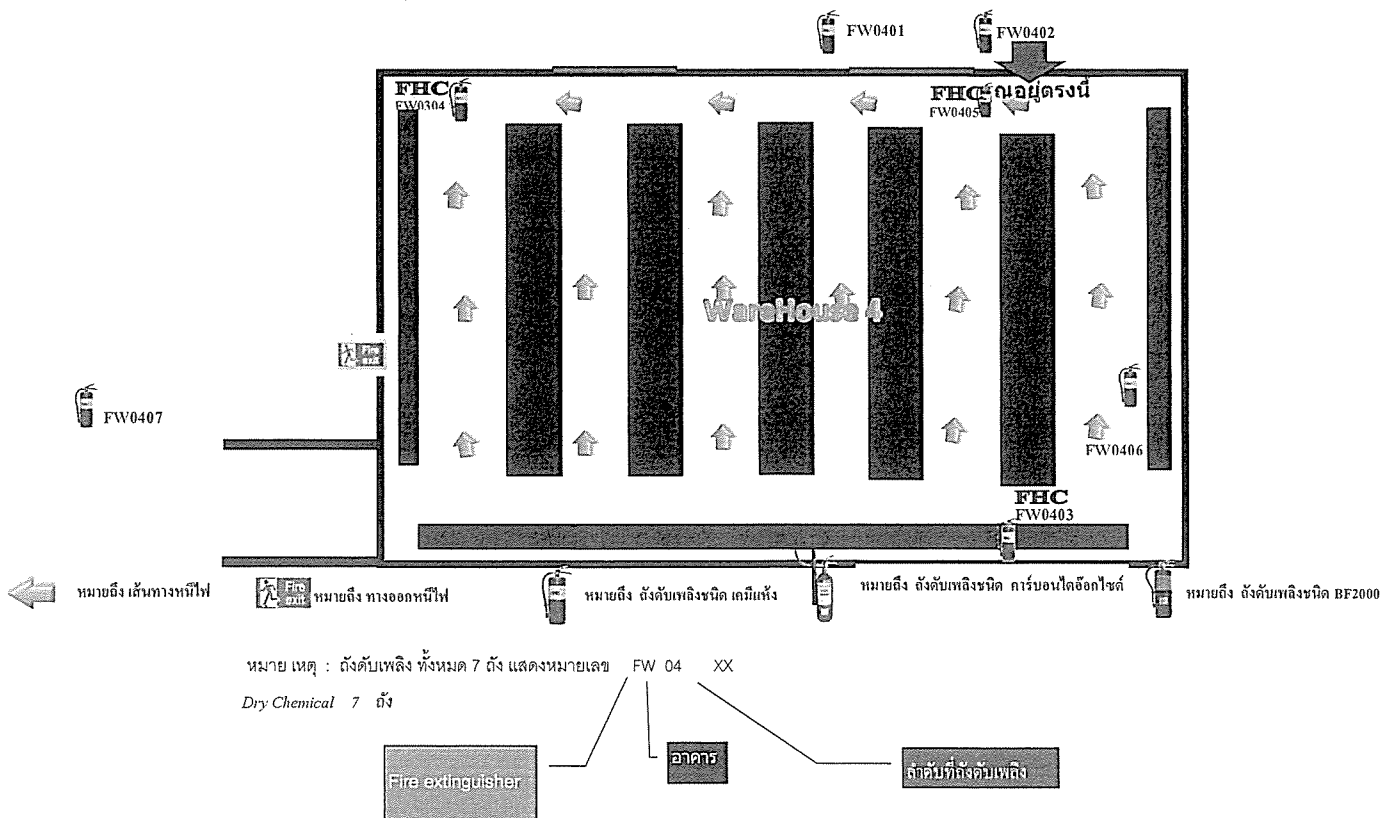 FW0401
FW0402
FHC
FW0304
FHC
FW0405
ณอยู่ตรงนี้
WareHouse 4
FW0407
FW0406
FHC
FW0403
หมายถึง เส้นทางหนีไฟ
Fire exit
หมายถึง ทางออกหนีไฟ
หมายถึง ถังดับเพลิงชนิด เคมีแห้ง
หมายถึง ถังดับเพลิงชนิด คาร์บอนไดอ๊อกไซด์
หมายถึง ถังดับเพลิงชนิด BF2000
หมาย เหตุ : ถังดับเพลิง ทั้งหมด 7 ถัง แสดงหมายเลข FW 04 XX
Dry Chemical 7 ถัง
Fire extinguisher
อาคาร
ลำดับที่ถังดับเพลิง